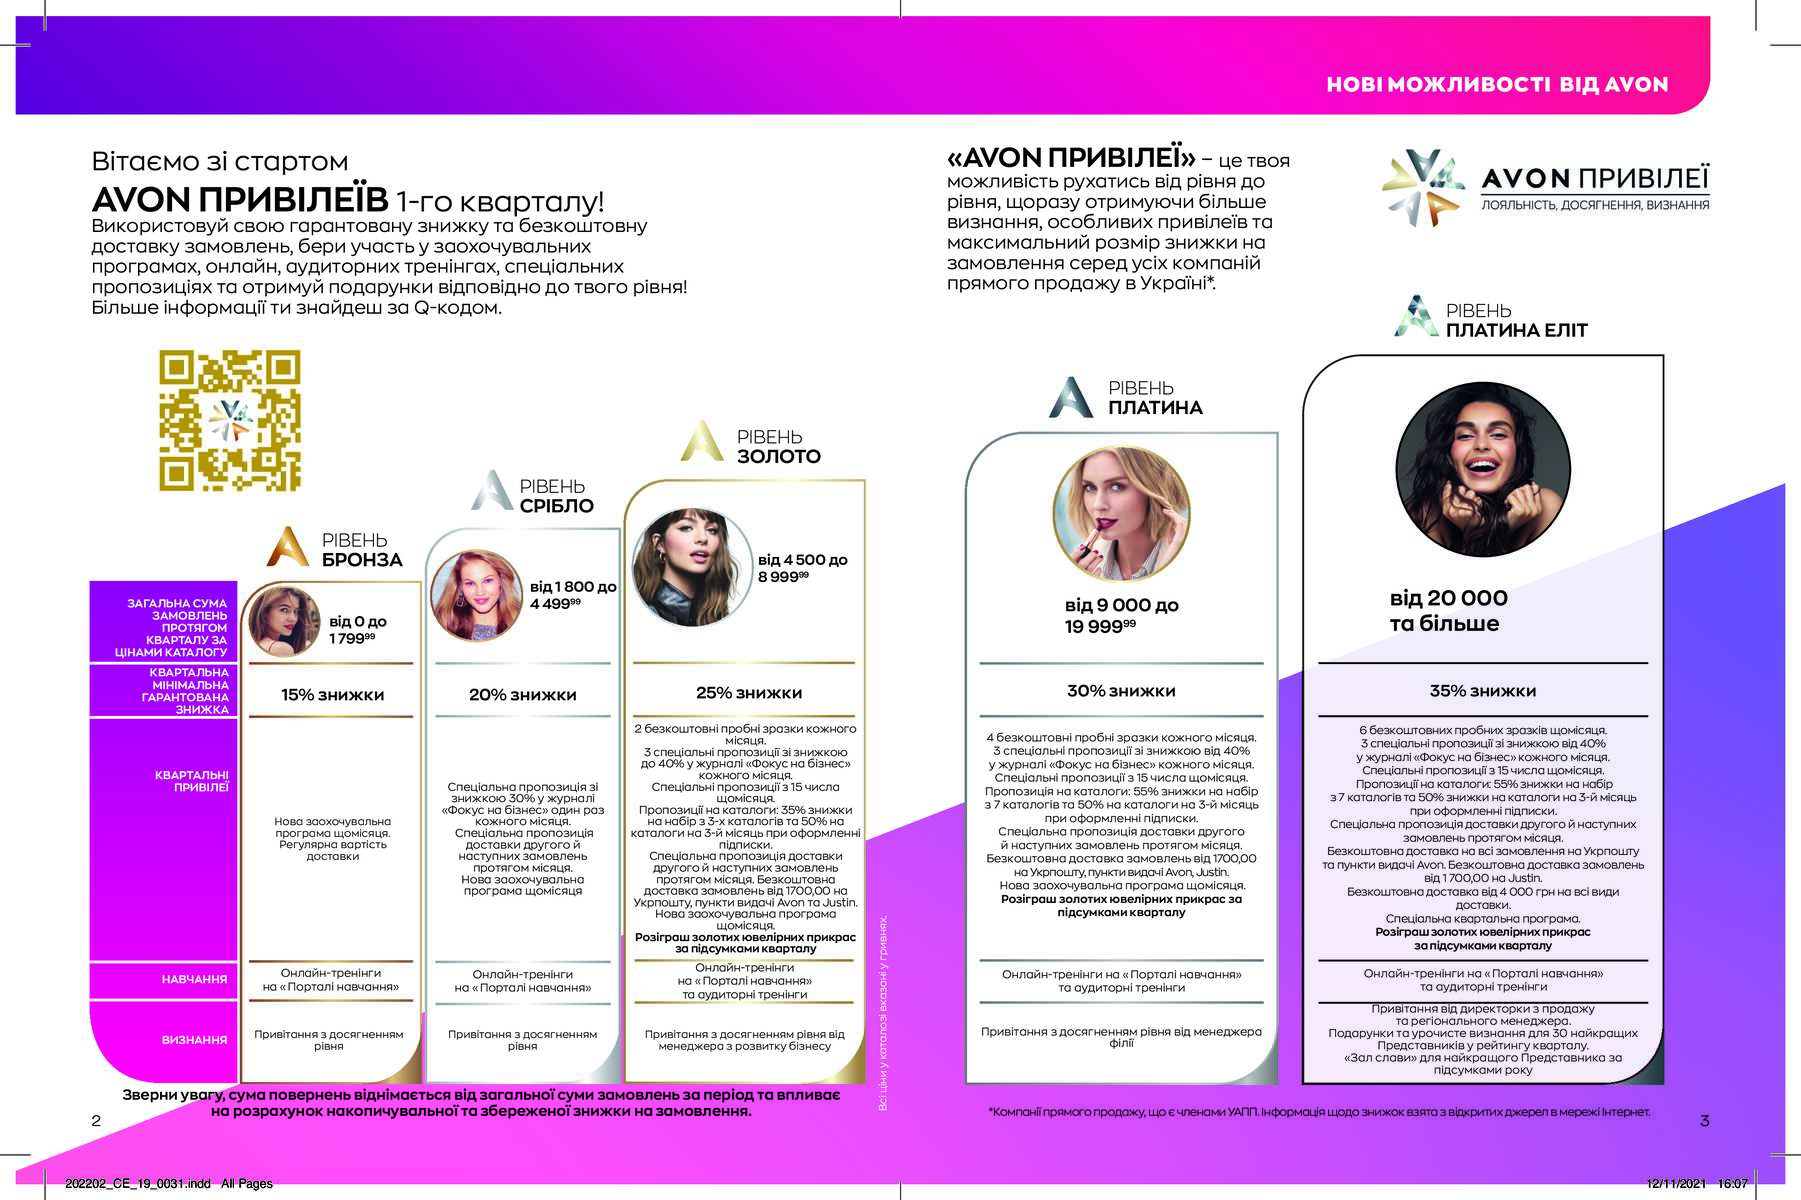 НОВІ МОЖЛИВОСТІ ВІД AVON
Вітаємо зі стартом
AVON ПРИВІЛЕЇВ 1-го кварталу!
Використовуй свою гарантовану знижку та безкоштовну
доставку замовлень, бери участь у заохочувальних
програмах, онлайн, аудиторних тренінгах, спеціальних
пропозиціях та отримуй подарунки відповідно до твого рівня!
Більше інформації ти знайдеш за Q-кодом.
«AVON ПРИВІЛЕЇ» – це твоя
можливість рухатись від рівня до
рівня, щоразу отримуючи більше
визнання, особливих привілеїв та
максимальний розмір знижки на
замовлення серед усіх компаній
прямого продажу в Україні*.
AVON ПРИВІЛЕЇ
ЛОЯЛЬНІСТЬ, ДОСЯГНЕННЯ, ВИЗНАННЯ
ЗАГАЛЬНА СУМА
ЗАМОВЛЕНЬ
ПРОТЯГОМ
КВАРТАЛУ ЗА
ЦІНАМИ КАТАЛОГУ
КВАРТАЛЬНА
МІНІМАЛЬНА
ГАРАНТОВАНА
ЗНИЖКА
КВАРТАЛЬНІ
ПРИВІЛЕЇ
НАВЧАННЯ
ВИЗНАННЯ
РІВЕНЬ
БРОНЗА
від 0 до
1 799⁹⁹
15% знижки
Нова заохочувальна
програма щомісяця.
Регулярна вартість
доставки
Онлайн-тренінги
на «Порталі навчання»
Привітання з досягненням
рівня
РІВЕНЬ
СРІБЛО
від 1 800 до
4 499⁹⁹
20% знижки
Спеціальна пропозиція зі
знижкою 30% у журналі
«Фокус на бізнес» один раз
кожного місяця.
Спеціальна пропозиція
доставки другого й
наступних замовлень
протягом місяця.
Нова заохочувальна
програма щомісяця
Онлайн-тренінги
на «Порталі навчання»
Привітання з досягненням
рівня
РІВЕНЬ
ЗОЛОТО
від 4 500 до
8 999⁹⁹
25% знижки
2 безкоштовні пробні зразки кожного
місяця.
3 спеціальні пропозиції зі знижкою
до 40% у журналі «Фокус на бізнес»
кожного місяця.
Спеціальні пропозиції з 15 числа
щомісяця.
Пропозиції на каталоги: 35% знижки
на набір з 3-х каталогів та 50% на
каталоги на 3-й місяць при оформленні
підписки.
Спеціальна пропозиція доставки
другого й наступних замовлень
протягом місяця. Безкоштовна
доставка замовлень від 1700,00 на
Укрпошту, пункти видачі Avon та Justin.
Нова заохочувальна програма
щомісяця.
Розіграш золотих ювелірних прикрас
за підсумками кварталу
Онлайн-тренінги
на «Порталі навчання»
та аудиторні тренінги
Привітання з досягненням рівня від
менеджера з розвитку бізнесу
РІВЕНЬ
ПЛАТИНА
від 9 000 до
19 999⁹⁹
30% знижки
4 безкоштовні пробні зразки кожного місяця.
3 спеціальні пропозиції зі знижкою від 40%
у журналі «Фокус на бізнес» кожного місяця.
Спеціальні пропозиції з 15 числа щомісяця.
Пропозиція на каталоги: 55% знижки на набір
з 7 каталогів та 50% на каталоги на 3-й місяць
при оформленні підписки.
Спеціальна пропозиція доставки другого
й наступних замовлень протягом місяця.
Безкоштовна доставка замовлень від 1700,00
на Укрпошту, пункти видачі Avon, Justin.
Нова заохочувальна програма щомісяця.
Розіграш золотих ювелірних прикрас за
підсумками кварталу
Онлайн-тренінги на «Порталі навчання»
та аудиторні тренінги
Привітання з досягненням рівня від менеджера
філії
РІВЕНЬ
ПЛАТИНА ЕЛІТ
від 20 000
та більше
35% знижки
6 безкоштовних пробних зразків щомісяця.
3 спеціальні пропозиції зі знижкою від 40%
у журналі «Фокус на бізнес» кожного місяця.
Спеціальні пропозиції з 15 числа щомісяця.
Пропозиції на каталоги: 55% знижки на набір
з 7 каталогів та 50% знижки на каталоги на 3-й місяць
при оформленні підписки.
Спеціальна пропозиція доставки другого й наступних
замовлень протягом місяця.
Безкоштовна доставка на всі замовлення на Укрпошту
та пункти видачі Avon. Безкоштовна доставка замовлень
від 1 700,00 на Justin.
Безкоштовна доставка від 4 000 грн на всі види
доставки.
Спеціальна квартальна програма.
Розіграш золотих ювелірних прикрас
за підсумками кварталу
Онлайн-тренінги на «Порталі навчання»
та аудиторні тренінги
Привітання від директорки з продажу
та регіонального менеджера.
Подарунки та урочисте визнання для 30 найкращих
Представників у рейтингу кварталу.
«Зал слави» для найкращого Представника за
підсумками року
Всі ціни у каталозі вказані у гривнях.
Зверни увагу, сума повернень віднімається від загальної суми замовлень за період та впливає
на розрахунок накопичувальної та збереженої знижки на замовлення.
*Компанії прямого продажу, що є членами УАПП. Інформація щодо знижок взята з відкритих джерел в мережі Інтернет.
2
3
202202_CE_19_0031.indd All Pages
12/11/2021 16:07